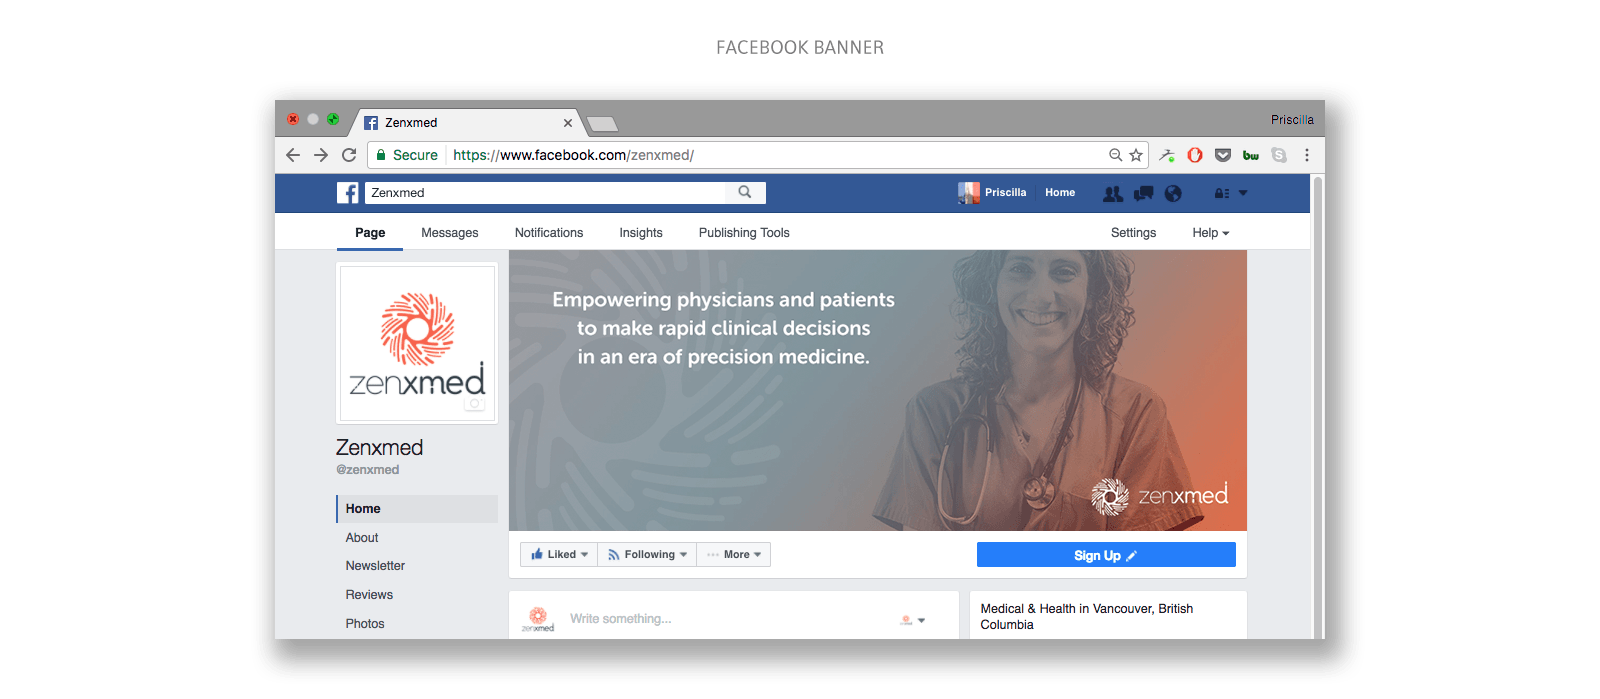 FACEBOOK BANNER
Zenxmed
Priscilla
Secure https://www.facebook.com/zenxmed/
bw
S
Zenxmed
Priscilla Home
Page Messages Notifications Insights Publishing Tools Settings Help
zenxmed
Empowering physicians and patients
to make rapid clinical decisions
in an era of precision medicine.
zenxmed
Zenxmed
@zenxmed
Home
About
Newsletter
Reviews
Photos
Liked Following More Sign Up
zenxmed Write something...
Medical & Health in Vancouver, British
Columbia